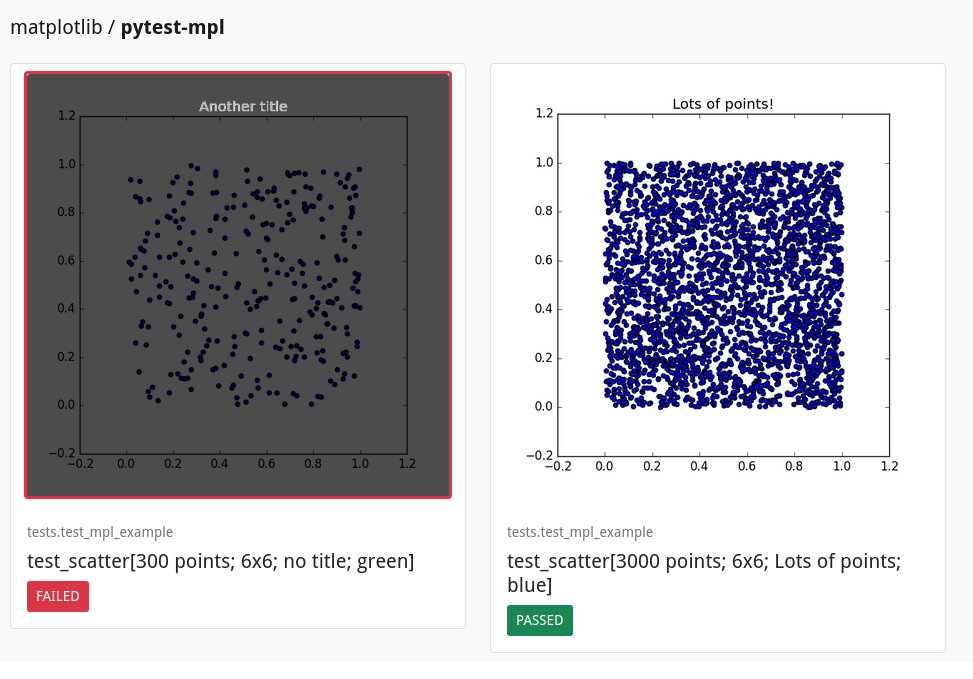 matplotlib / pytest-mpl
Another title
1.2
1.0
0.8
0.6
0.4
0.2
0.0
−0.2
−0.2 0.0 0.2 0.4 0.6 0.8 1.0 1.2
tests.test_mpl_example
test_scatter[300 points; 6x6; no title; green]
FAILED
Lots of points!
1.2
1.0
0.8
0.6
0.4
0.2
0.0
−0.2
−0.2 0.0 0.2 0.4 0.6 0.8 1.0 1.2
tests.test_mpl_example
test_scatter[3000 points; 6x6; Lots of points;
blue]
PASSED